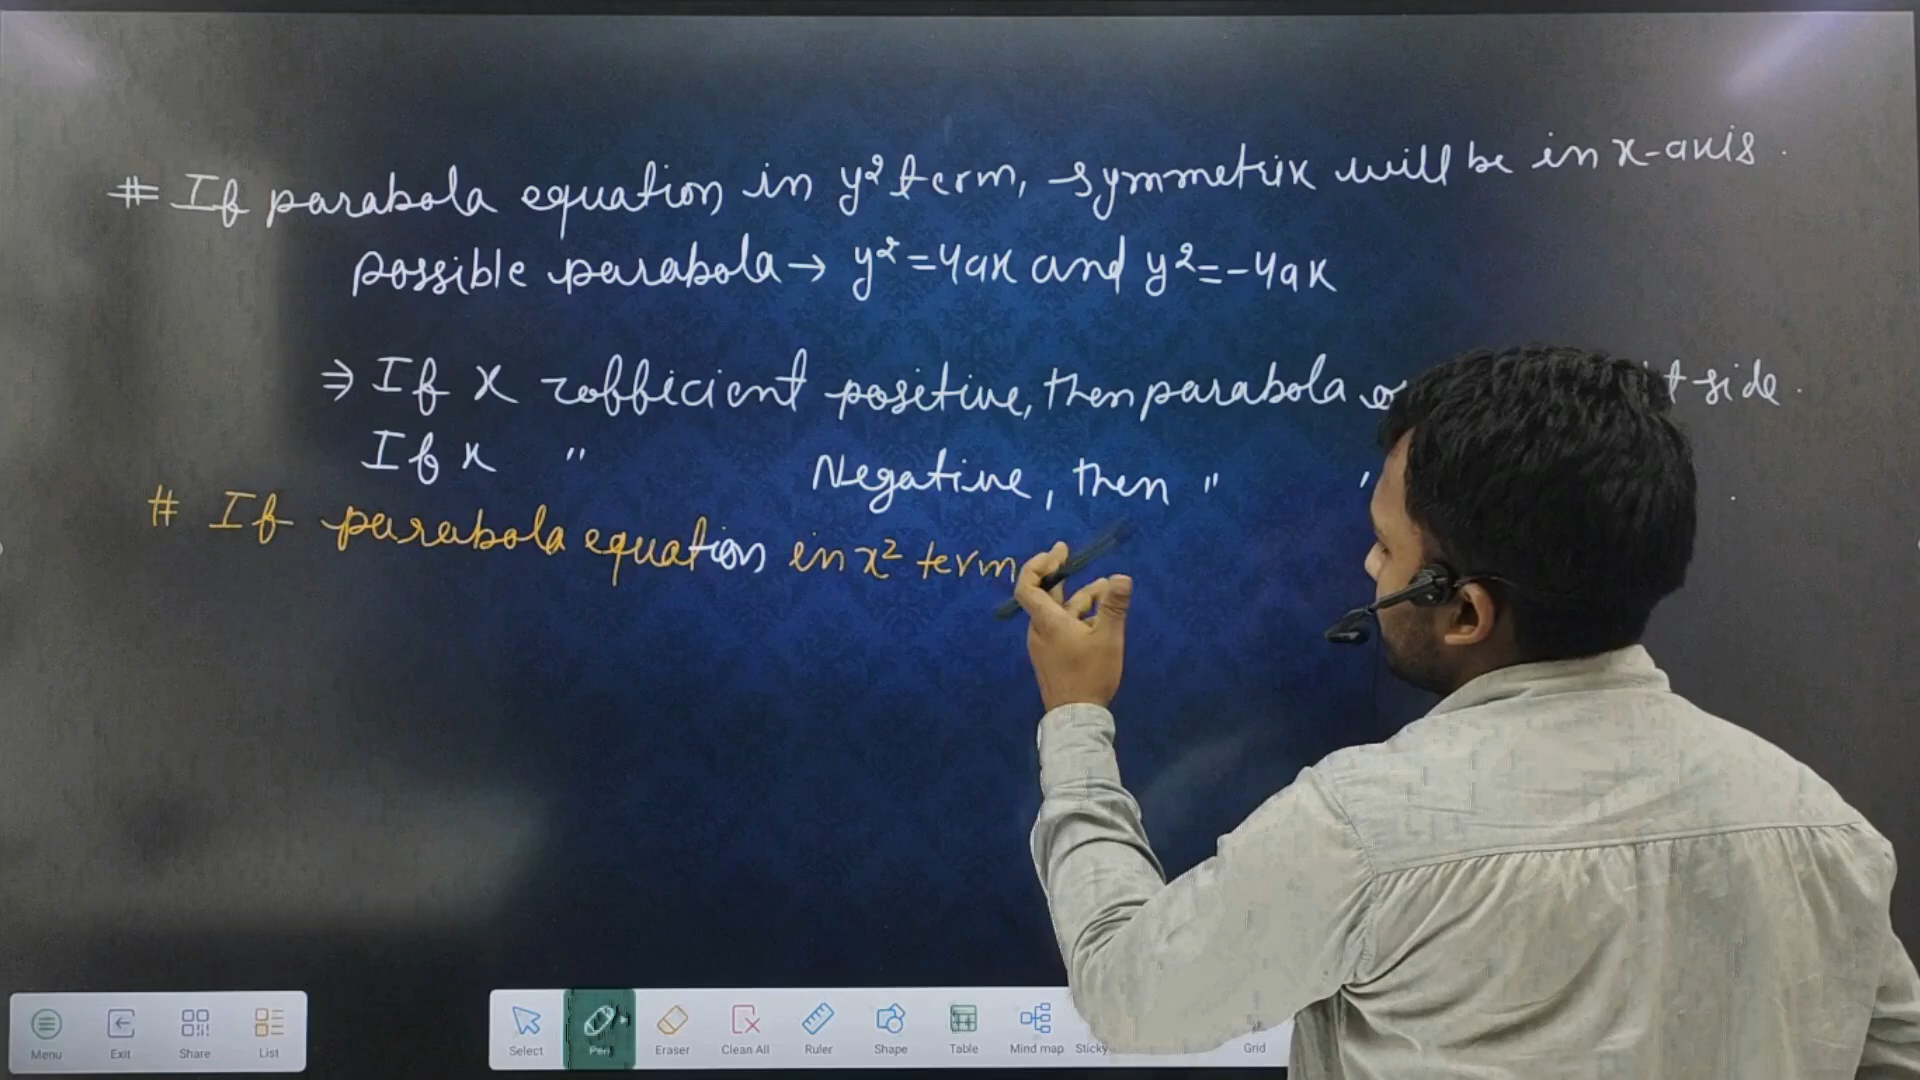 # If parabola equation in y² term, symmetrix will be in x-axis.
possible parabola → y² = 4ax and y² = -4ax
⇒ If x cofficient positive, then parabola side.
If x " Negative, then " "
# If parabola equation in x² term
Menu Exit Share List Select Pen Eraser Clean All Ruler Shape Table Mind map Sticky Grid